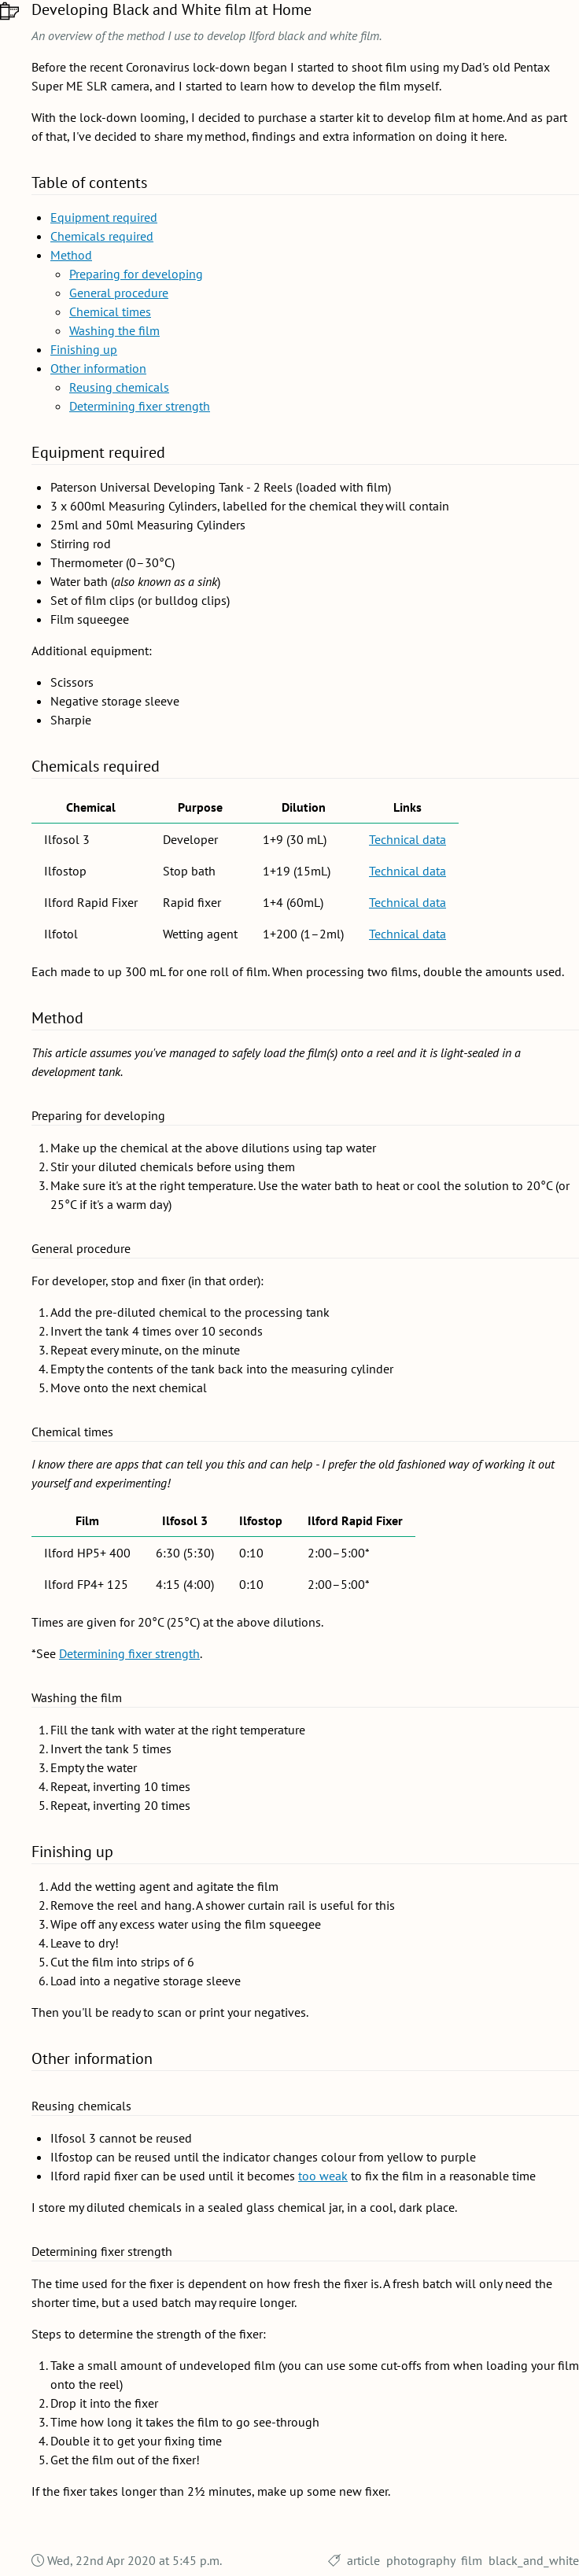 Developing Black and White film at Home
An overview of the method I use to develop Ilford black and white film.
Before the recent Coronavirus lock-down began I started to shoot film using my Dad's old Pentax
Super ME SLR camera, and I started to learn how to develop the film myself.
With the lock-down looming, I decided to purchase a starter kit to develop film at home. And as part
of that, I've decided to share my method, findings and extra information on doing it here.
Table of contents
• Equipment required
• Chemicals required
• Method
◦ Preparing for developing
◦ General procedure
◦ Chemical times
◦ Washing the film
• Finishing up
• Other information
◦ Reusing chemicals
◦ Determining fixer strength
Equipment required
• Paterson Universal Developing Tank - 2 Reels (loaded with film)
• 3 x 600ml Measuring Cylinders, labelled for the chemical they will contain
• 25ml and 50ml Measuring Cylinders
• Stirring rod
• Thermometer (0–30°C)
• Water bath (also known as a sink)
• Set of film clips (or bulldog clips)
• Film squeegee
Additional equipment:
• Scissors
• Negative storage sleeve
• Sharpie
Chemicals required
Chemical Purpose Dilution Links
Ilfosol 3 Developer 1+9 (30 mL) Technical data
Ilfostop Stop bath 1+19 (15mL) Technical data
Ilford Rapid Fixer Rapid fixer 1+4 (60mL) Technical data
Ilfotol Wetting agent 1+200 (1–2ml) Technical data
Each made to up 300 mL for one roll of film. When processing two films, double the amounts used.
Method
This article assumes you've managed to safely load the film(s) onto a reel and it is light-sealed in a
development tank.
Preparing for developing
1. Make up the chemical at the above dilutions using tap water
2. Stir your diluted chemicals before using them
3. Make sure it's at the right temperature. Use the water bath to heat or cool the solution to 20°C (or
25°C if it's a warm day)
General procedure
For developer, stop and fixer (in that order):
1. Add the pre-diluted chemical to the processing tank
2. Invert the tank 4 times over 10 seconds
3. Repeat every minute, on the minute
4. Empty the contents of the tank back into the measuring cylinder
5. Move onto the next chemical
Chemical times
I know there are apps that can tell you this and can help - I prefer the old fashioned way of working it out
yourself and experimenting!
Film Ilfosol 3 Ilfostop Ilford Rapid Fixer
Ilford HP5+ 400 6:30 (5:30) 0:10 2:00–5:00*
Ilford FP4+ 125 4:15 (4:00) 0:10 2:00–5:00*
Times are given for 20°C (25°C) at the above dilutions.
*See Determining fixer strength.
Washing the film
1. Fill the tank with water at the right temperature
2. Invert the tank 5 times
3. Empty the water
4. Repeat, inverting 10 times
5. Repeat, inverting 20 times
Finishing up
1. Add the wetting agent and agitate the film
2. Remove the reel and hang. A shower curtain rail is useful for this
3. Wipe off any excess water using the film squeegee
4. Leave to dry!
5. Cut the film into strips of 6
6. Load into a negative storage sleeve
Then you'll be ready to scan or print your negatives.
Other information
Reusing chemicals
• Ilfosol 3 cannot be reused
• Ilfostop can be reused until the indicator changes colour from yellow to purple
• Ilford rapid fixer can be used until it becomes too weak to fix the film in a reasonable time
I store my diluted chemicals in a sealed glass chemical jar, in a cool, dark place.
Determining fixer strength
The time used for the fixer is dependent on how fresh the fixer is. A fresh batch will only need the
shorter time, but a used batch may require longer.
Steps to determine the strength of the fixer:
1. Take a small amount of undeveloped film (you can use some cut-offs from when loading your film
onto the reel)
2. Drop it into the fixer
3. Time how long it takes the film to go see-through
4. Double it to get your fixing time
5. Get the film out of the fixer!
If the fixer takes longer than 2½ minutes, make up some new fixer.
Wed, 22nd Apr 2020 at 5:45 p.m. article photography film black_and_white